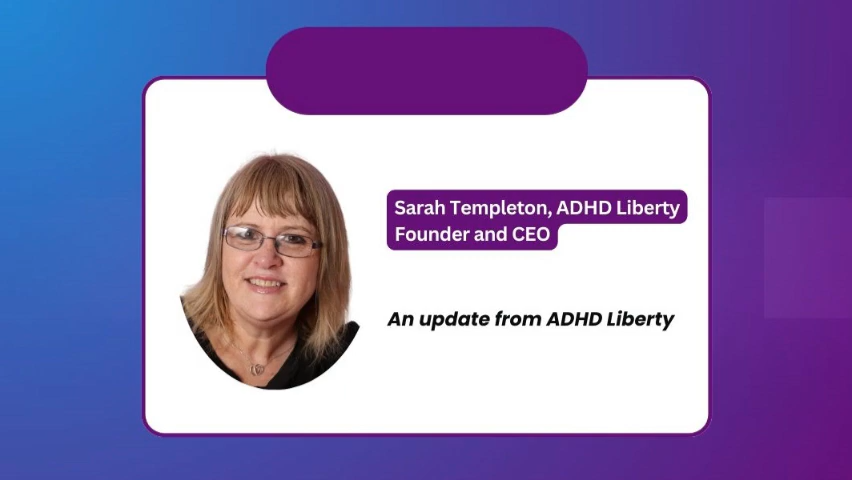 Sarah Templeton, ADHD Liberty
Founder and CEO
An update from ADHD Liberty